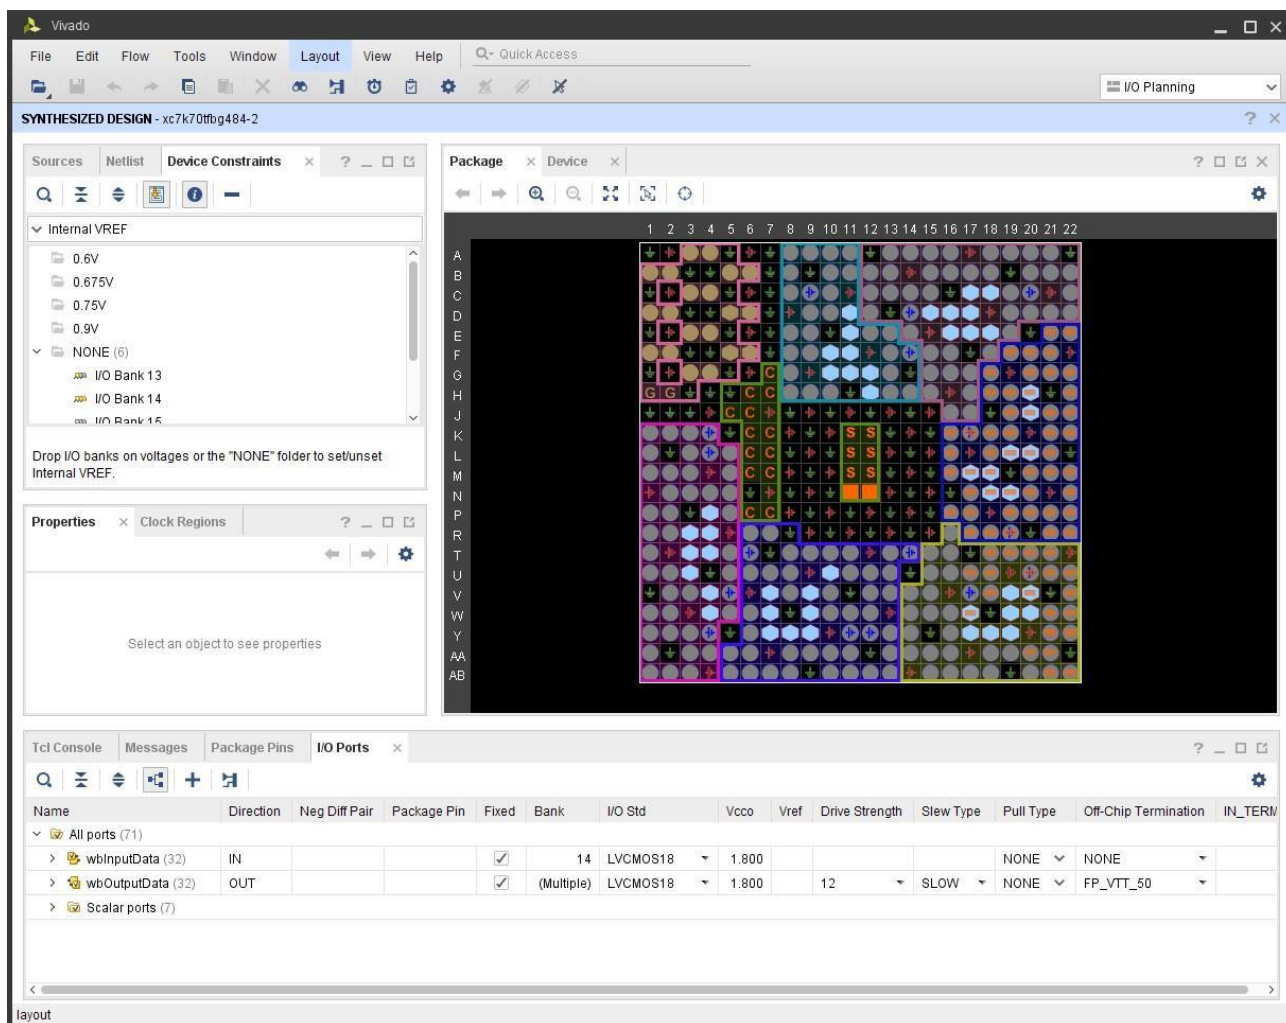 Vivado
File Edit Flow Tools Window Layout View Help Quick Access
I/O Planning
SYNTHESIZED DESIGN - xc7k70tfbg484-2
Sources Netlist Device Constraints
Internal VREF
0.6V
0.675V
0.75V
0.9V
NONE (6)
I/O Bank 13
I/O Bank 14
I/O Bank 15
Drop I/O banks on voltages or the "NONE" folder to set/unset
Internal VREF.
Properties Clock Regions
Select an object to see properties
Package Device
1 2 3 4 5 6 7 8 9 10 11 12 13 14 15 16 17 18 19 20 21 22
A
B
C
D
E
F
G C
H G G C C
J C C
K C C S S
L C C S S
M C C S S
N
P C C
R
T
U
V
W
Y
AA
AB
Tcl Console Messages Package Pins I/O Ports
Name Direction Neg Diff Pair Package Pin Fixed Bank I/O Std Vcco Vref Drive Strength Slew Type Pull Type Off-Chip Termination IN_TERM
All ports (71)
wbInputData (32) IN 14 LVCMOS18 1.800 NONE NONE
wbOutputData (32) OUT (Multiple) LVCMOS18 1.800 12 SLOW NONE FP_VTT_50
Scalar ports (7)
layout